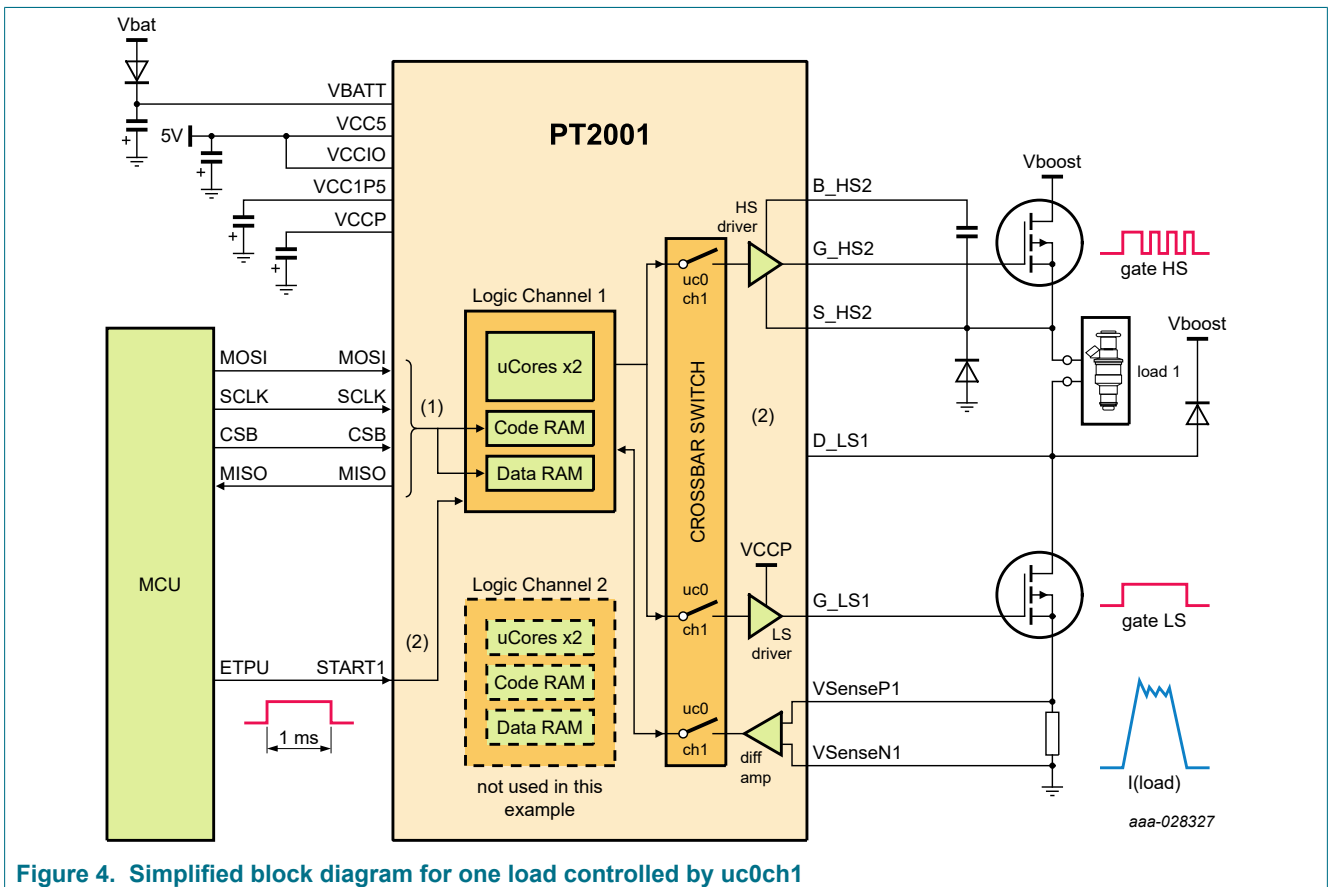 Vbat
VBATT
VCC5
5V
VCCIO
VCC1P5
VCCP
PT2001
Vboost
B_HS2
HS
driver
G_HS2
gate HS
uc0
ch1
S_HS2
Logic Channel 1
uCores x2
Code RAM
Data RAM
CROSSBAR SWITCH
(2)
Vboost
load 1
MOSI
MOSI
SCLK
SCLK
CSB
CSB
MISO
MISO
(1)
D_LS1
MCU
VCCP
Logic Channel 2
uCores x2
Code RAM
Data RAM
not used in this
example
uc0
ch1
G_LS1
LS
driver
gate LS
(2)
ETPU
START1
1 ms
uc0
ch1
VSenseP1
diff
amp
VSenseN1
I(load)
aaa-028327
Figure 4. Simplified block diagram for one load controlled by uc0ch1